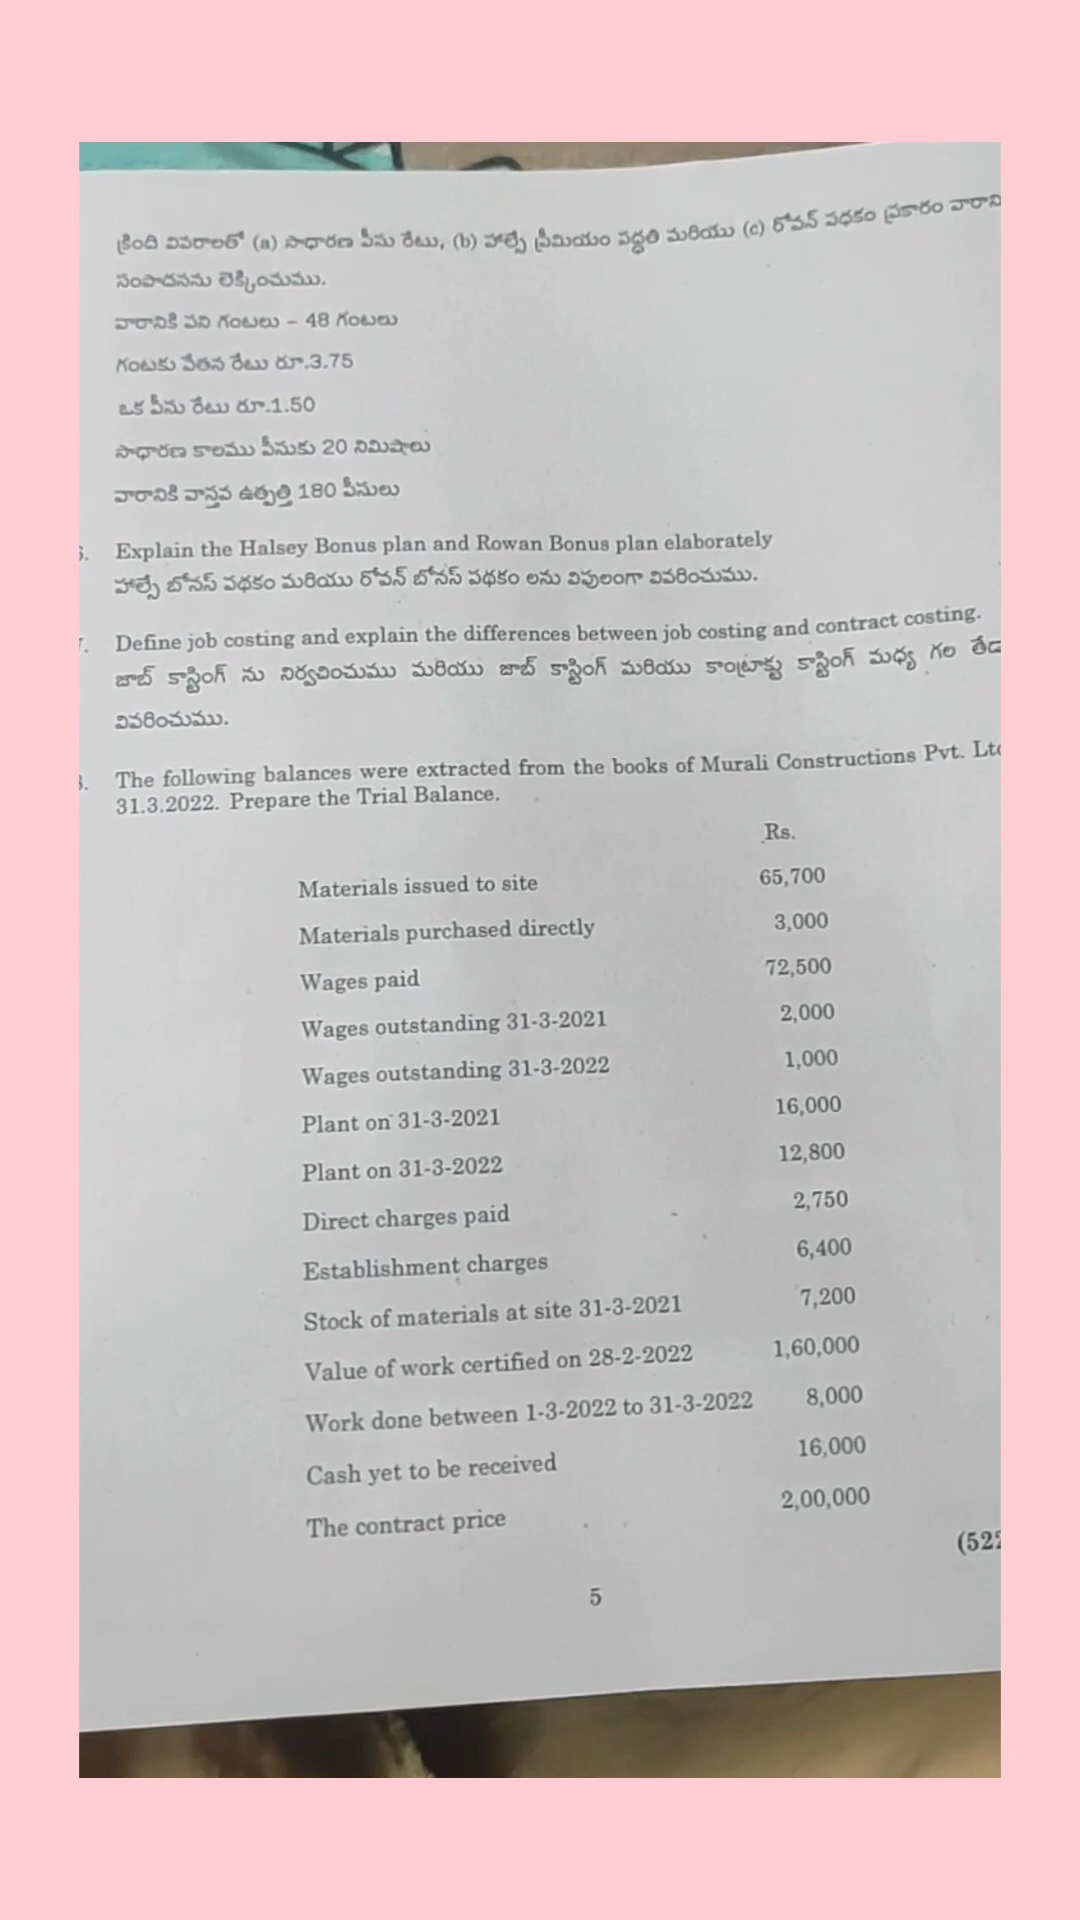 క్రింది వివరాలతో (a) సాధారణ పీసు రేటు, (b) హాల్సే ప్రీమియం పద్ధతి మరియు (c) రోవన్ పథకం ప్రకారం వారాని
సంపాదనను లెక్కించుము.
వారానికి పని గంటలు – 48 గంటలు
గంటకు వేతన రేటు రూ.3.75
ఒక పీసు రేటు రూ.1.50
సాధారణ కాలము పీసుకు 20 నిమిషాలు
వారానికి వాస్తవ ఉత్పత్తి 180 పీసులు
Explain the Halsey Bonus plan and Rowan Bonus plan elaborately
హాల్సే బోనస్ పథకం మరియు రోవన్ బోనస్ పథకం లను విపులంగా వివరించుము.
Define job costing and explain the differences between job costing and contract costing.
జాబ్ కాస్టింగ్ ను నిర్వచించుము మరియు జాబ్ కాస్టింగ్ మరియు కాంట్రాక్టు కాస్టింగ్ మధ్య గల తేడా
వివరించుము.
The following balances were extracted from the books of Murali Constructions Pvt. Ltd
31.3.2022. Prepare the Trial Balance.
Rs.
Materials issued to site 65,700
Materials purchased directly 3,000
Wages paid 72,500
Wages outstanding 31-3-2021 2,000
Wages outstanding 31-3-2022 1,000
Plant on 31-3-2021 16,000
Plant on 31-3-2022 12,800
Direct charges paid 2,750
Establishment charges 6,400
Stock of materials at site 31-3-2021 7,200
Value of work certified on 28-2-2022 1,60,000
Work done between 1-3-2022 to 31-3-2022 8,000
Cash yet to be received 16,000
The contract price 2,00,000
(522
5